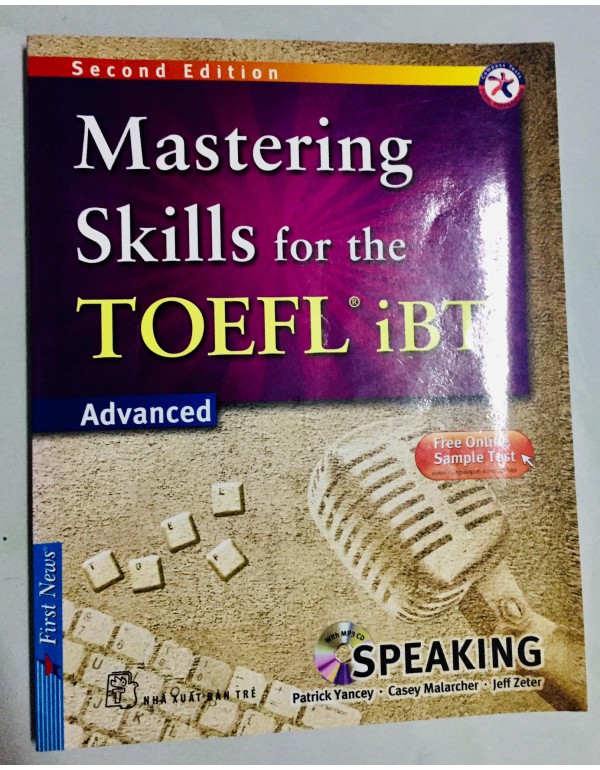 Second Edition
Mastering
Skills for the
TOEFL® iBT
Advanced
Free Online
Sample Test
T O E F L
First News
With MP3 CD
SPEAKING
NHÀ XUẤT BẢN TRẺ
Patrick Yancey · Casey Malarcher · Jeff Zeter